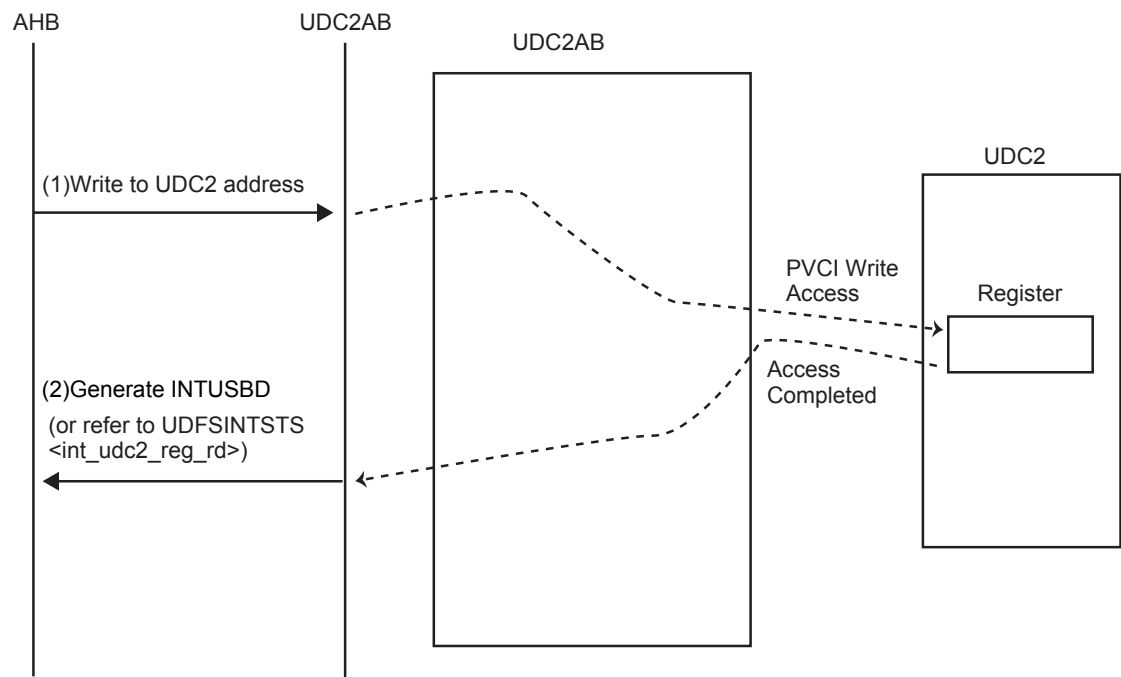 AHB
UDC2AB
UDC2AB
UDC2
(1)Write to UDC2 address
PVCI Write
Access
Register
Access
Completed
(2)Generate INTUSBD
(or refer to UDFSINTSTS
<int_udc2_reg_rd>)